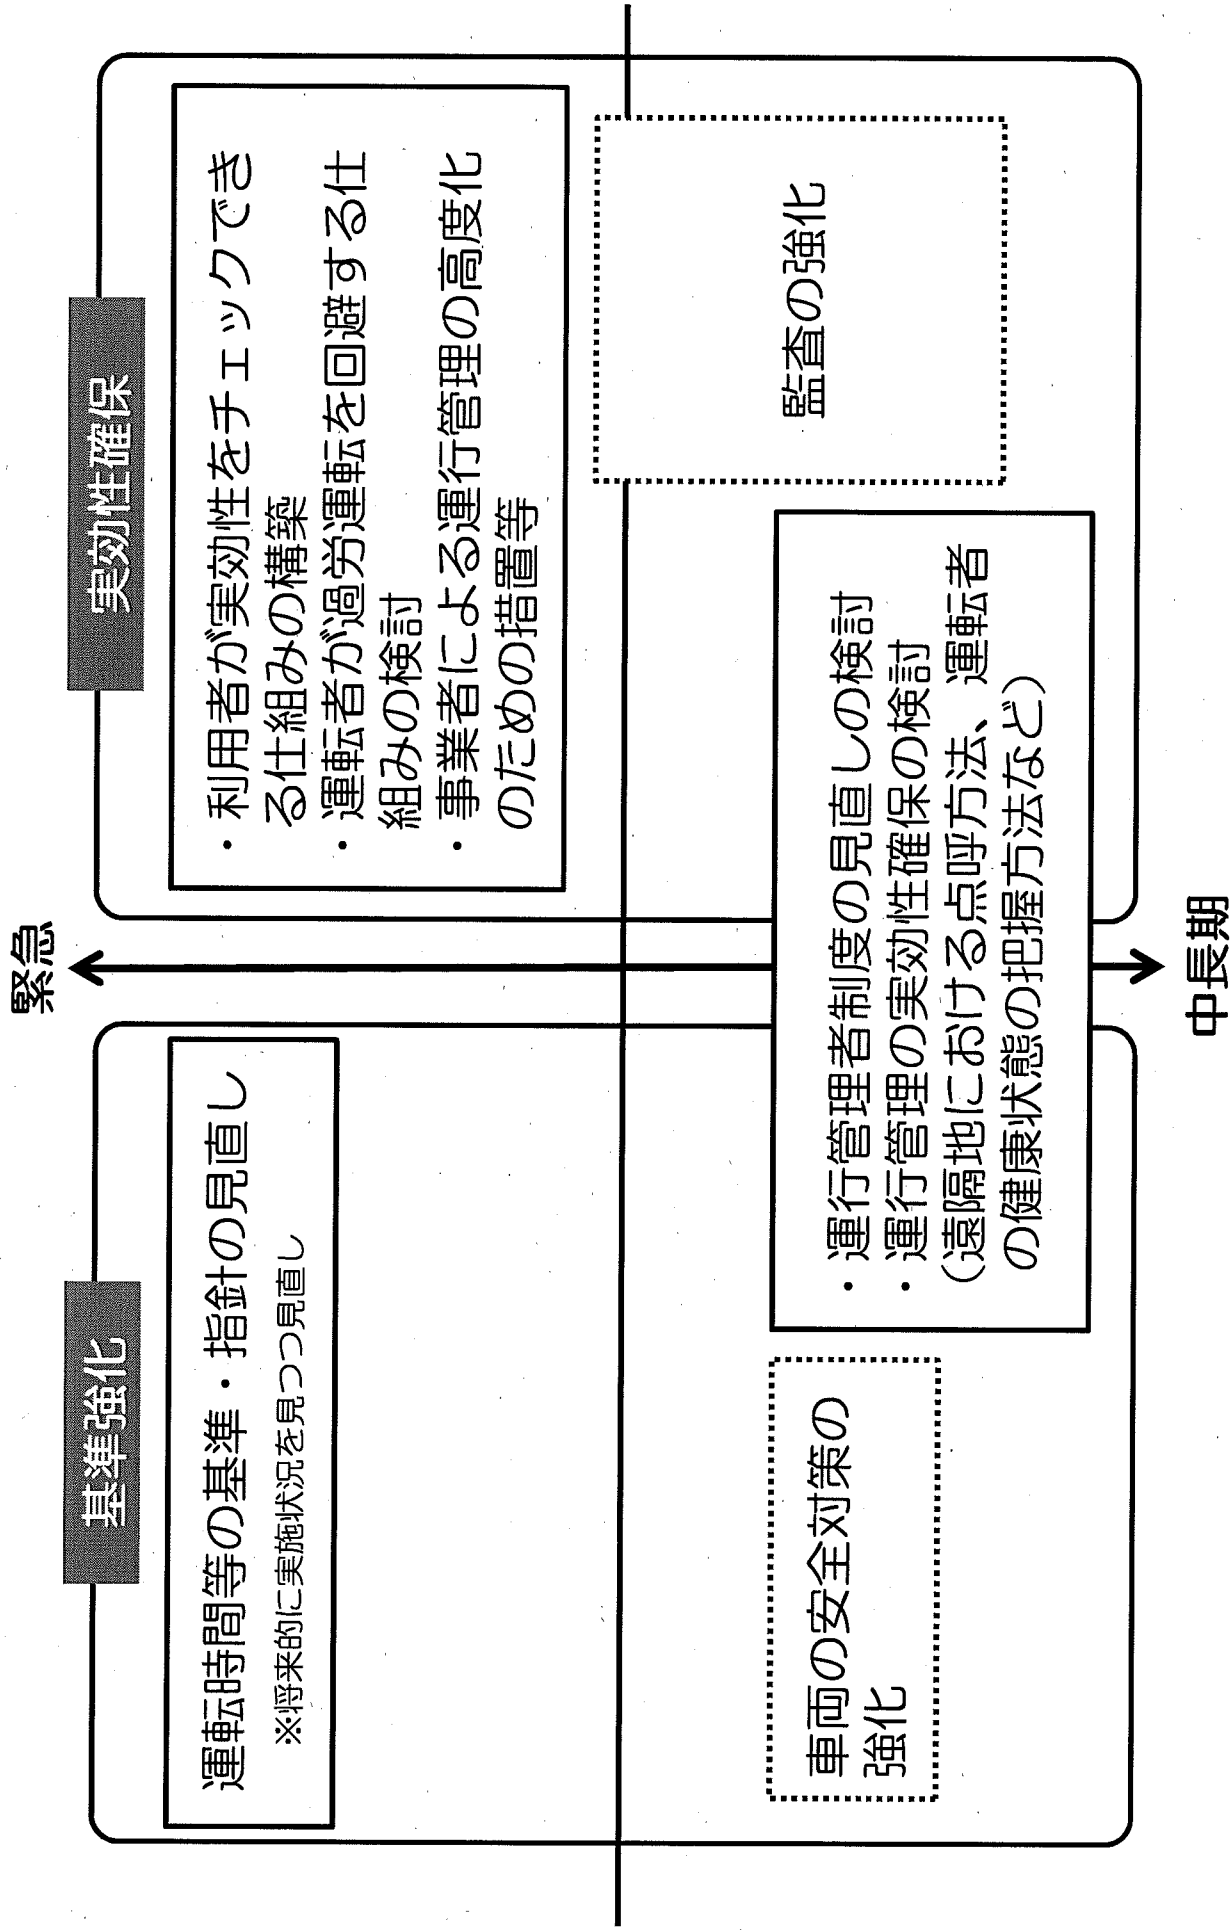 緊急
基準強化
運転時間等の基準・指針の見直し
※将来的に実施状況を見つつ見直し
実効性確保
・利用者が実効性をチェックでき
る仕組みの構築
・運転者が過労運転を回避する仕
組みの検討
・事業者による運行管理の高度化
のための措置等
車両の安全対策の
強化
・運行管理者制度の見直しの検討
・運行管理の実効性確保の検討
(遠隔地における点呼方法、運転者
の健康状態の把握方法など)
監査の強化
中長期